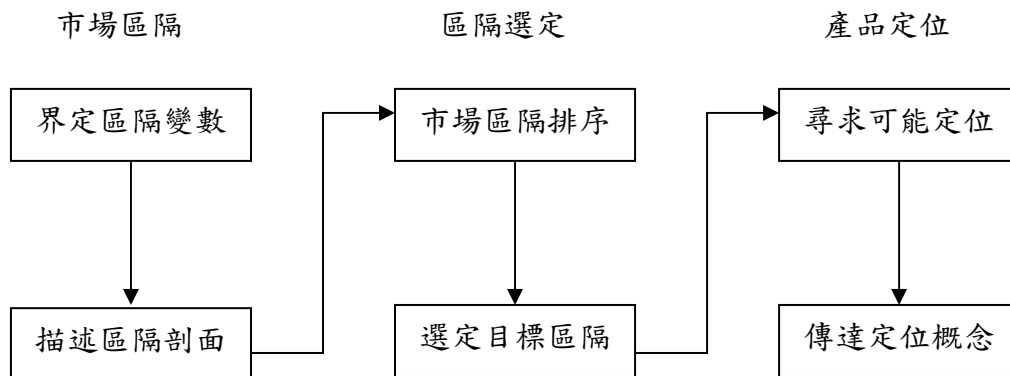 市場區隔
區隔選定
產品定位
界定區隔變數
市場區隔排序
尋求可能定位
描述區隔剖面
選定目標區隔
傳達定位概念